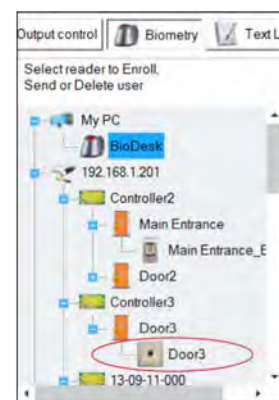 Output control Biometry Text L
Select reader to Enroll,
Send or Delete user
My PC
BioDesk
192.168.1.201
Controller2
Main Entrance
Main Entrance_E
Door2
Controller3
Door3
Door3
13-09-11-000